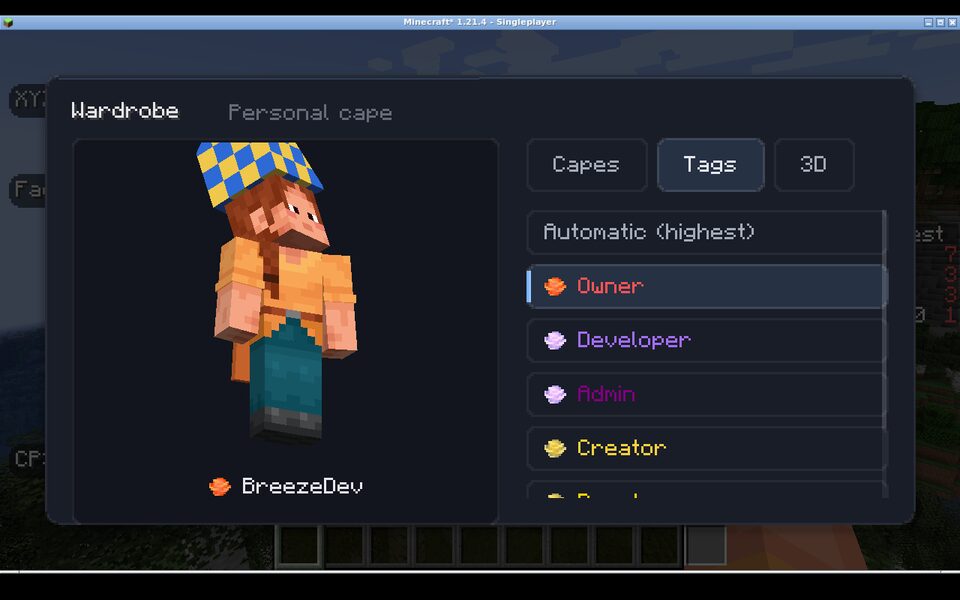 Minecraft* 1.21.4 - Singleplayer
Wardrobe
Personal cape
Capes
Tags
3D
Automatic (highest)
Owner
Developer
Admin
Creator
BreezeDev